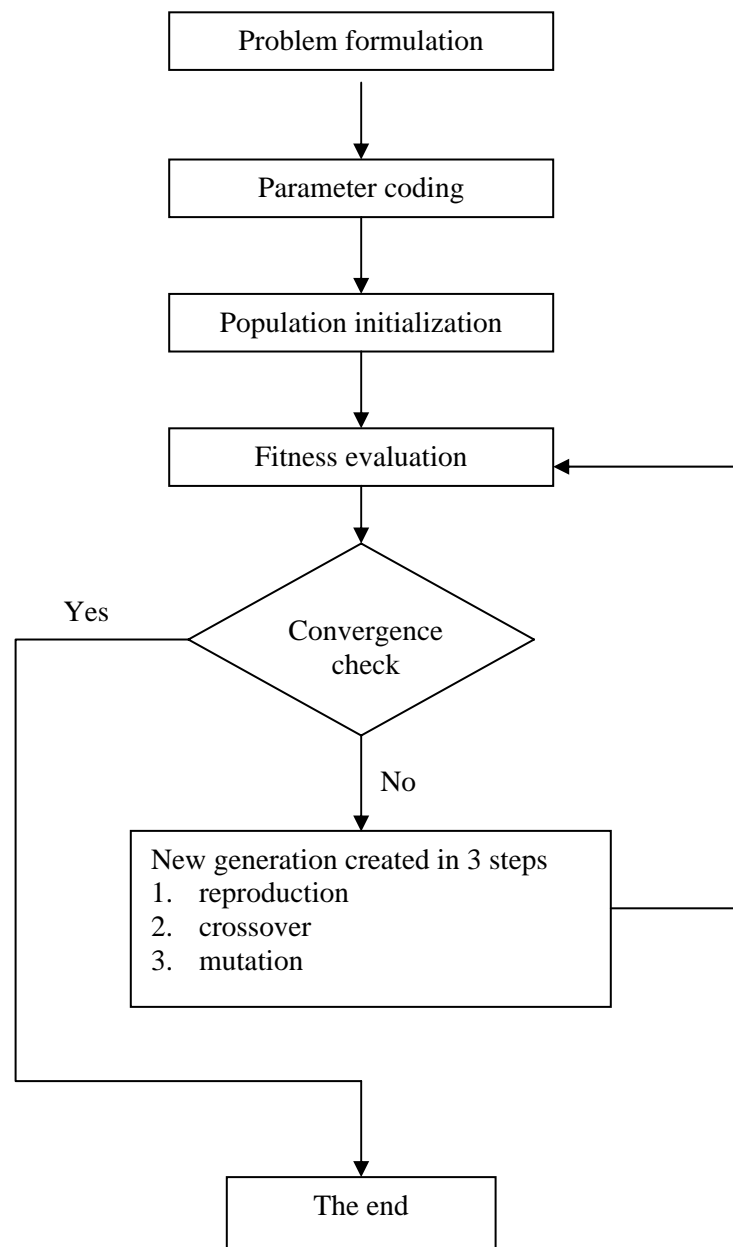 Problem formulation
Parameter coding
Population initialization
Fitness evaluation
Yes
Convergence
check
No
New generation created in 3 steps
1. reproduction
2. crossover
3. mutation
The end